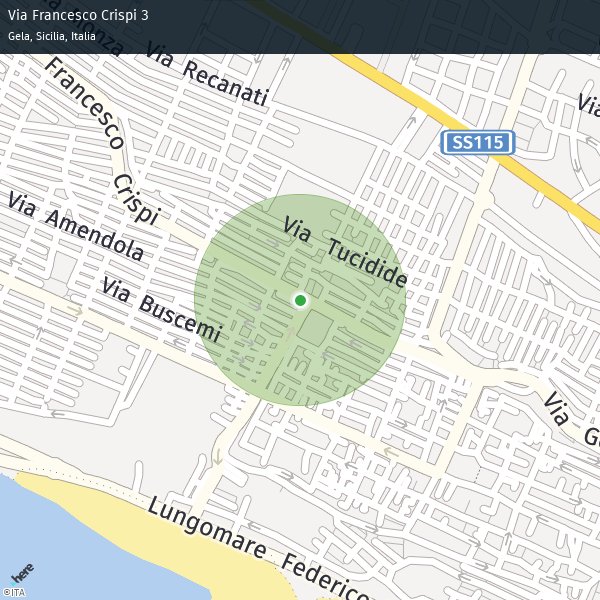 Via Francesco Crispi 3
Gela, Sicilia, Italia
Via Recanati
Francesco Crispi
Via
SS115
Via Amendola
Via Tucidide
Via Buscemi
Via G
Lungomare Federico
here
©ITA